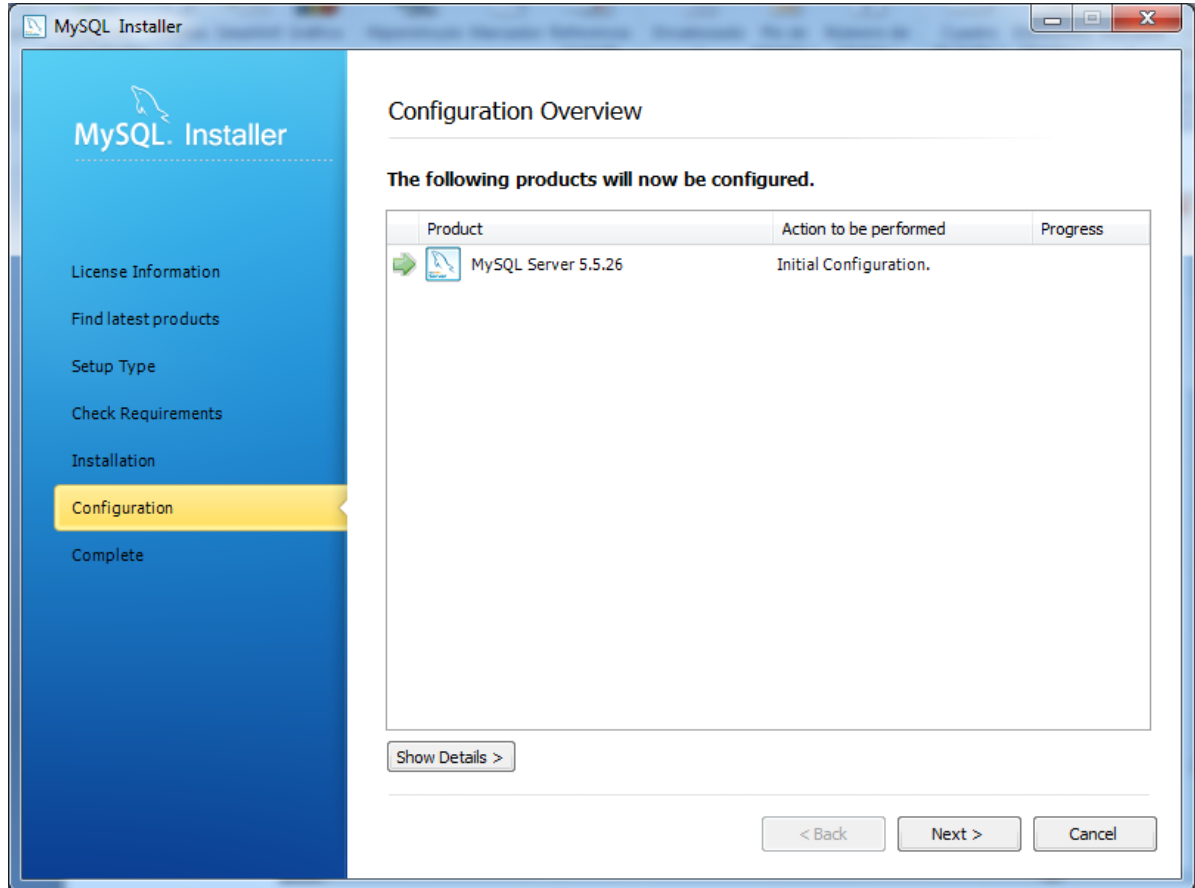 MySQL Installer
MySQL. Installer
License Information
Find latest products
Setup Type
Check Requirements
Installation
Configuration
Complete
Configuration Overview
The following products will now be configured.
Product Action to be performed Progress
MySQL Server 5.5.26 Initial Configuration.
Show Details >
< Back Next > Cancel